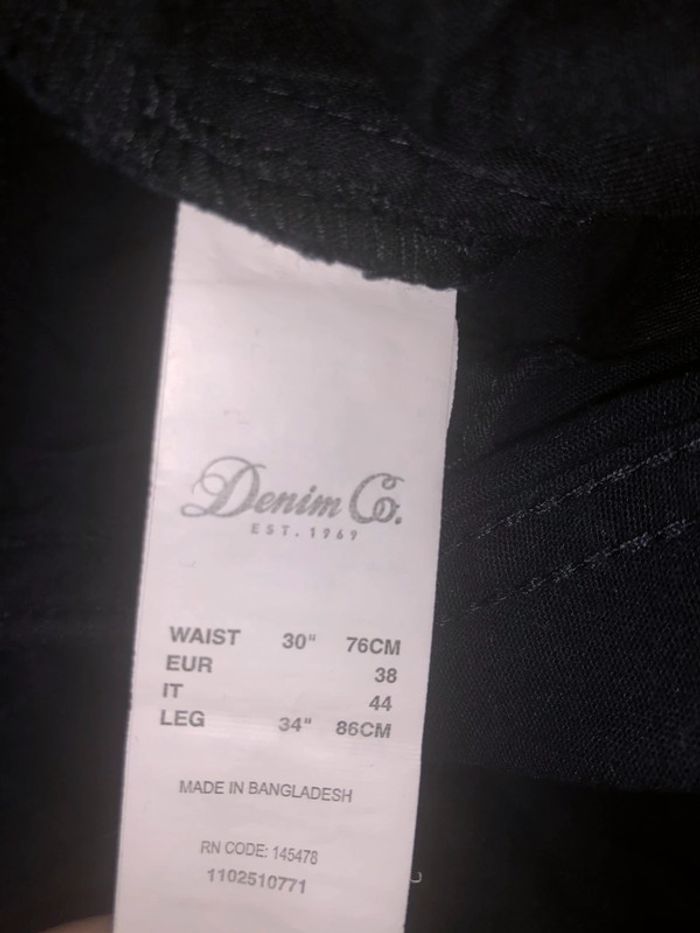 Denim Co.
EST. 1969
WAIST 30" 76CM
EUR 38
IT 44
LEG 34" 86CM
MADE IN BANGLADESH
RN CODE: 145478
1102510771